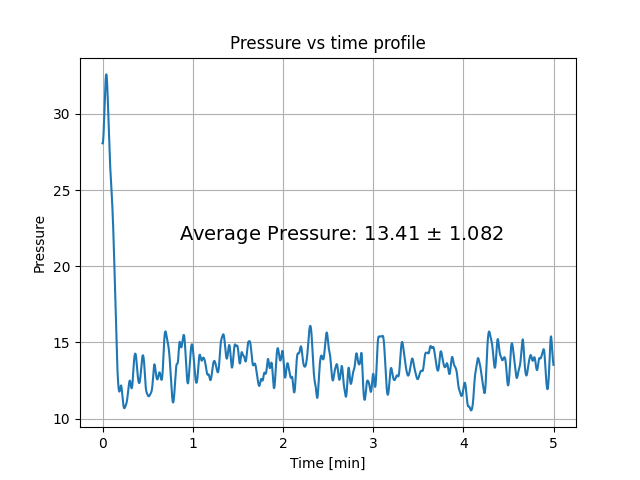 Pressure vs time profile
30
25
20
15
10
Pressure
Average Pressure: 13.41 ± 1.082
0 1 2 3 4 5
Time [min]